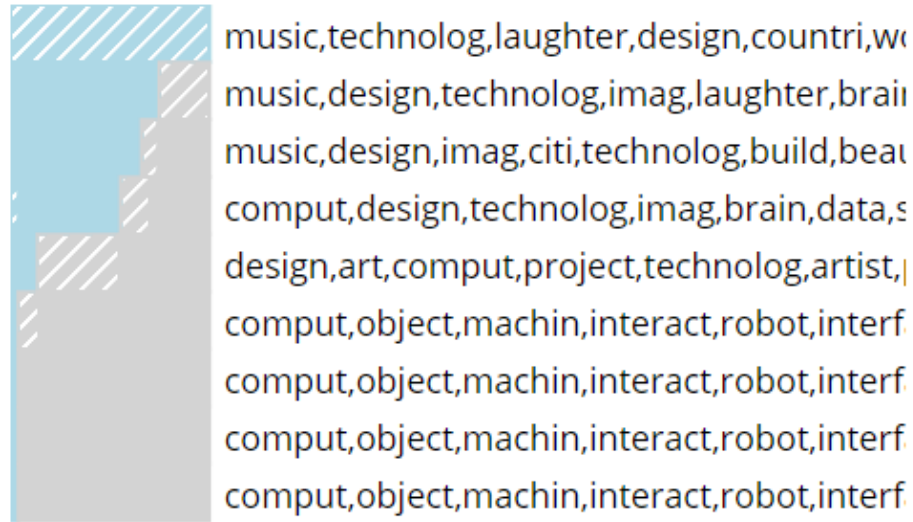 music,technolog,laughter,design,countri,
music,design,technolog,imag,laughter,
music,design,imag,citi,technolog,build,
comput,design,technolog,imag,brain,data,
design,art,comput,project,technolog,artist,
comput,object,machin,interact,robot,
comput,object,machin,interact,robot,
comput,object,machin,interact,robot,
comput,object,machin,interact,robot,